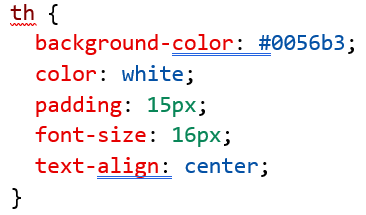 th {
  background-color: #0056b3;
  color: white;
  padding: 15px;
  font-size: 16px;
  text-align: center;
}